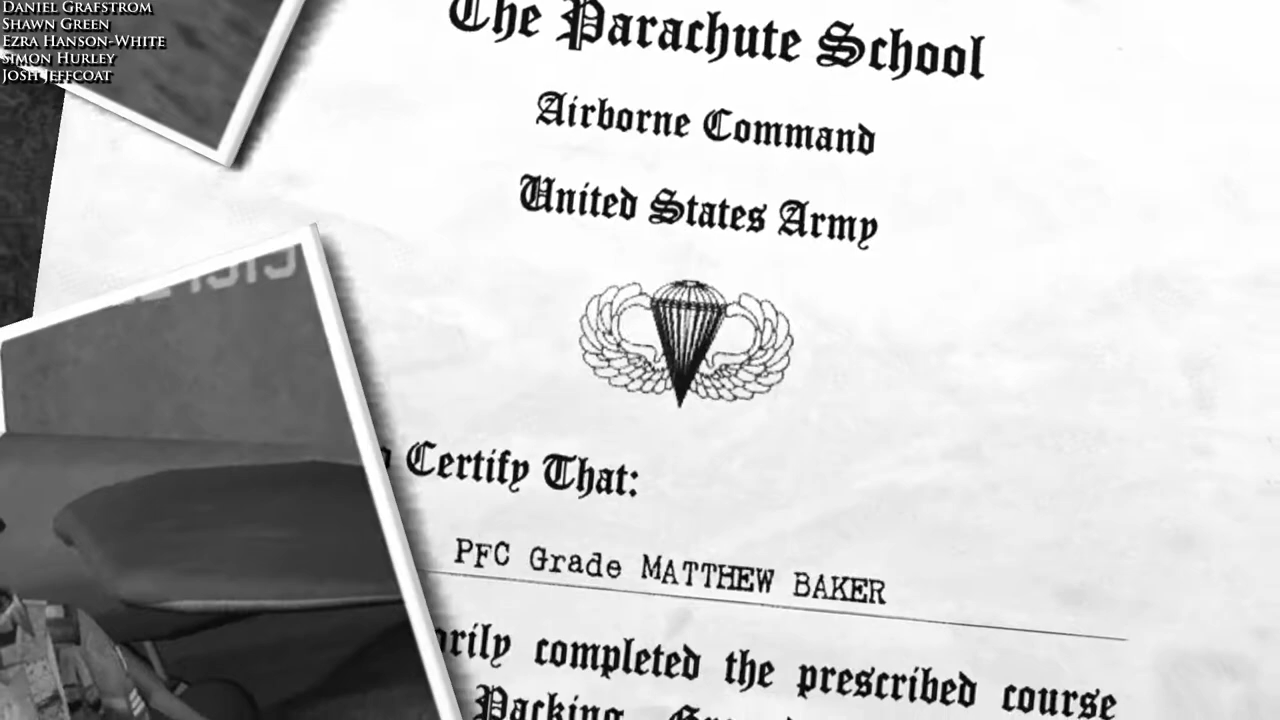 DANIEL GRAFSTROM
SHAWN GREEN
EZRA HANSON-WHITE
SIMON HURLEY
JOSH JEFFCOAT
The Parachute School
Airborne Command
United States Army
Certify That:
PFC Grade MATTHEW BAKER
completed the prescribed course
Packing,